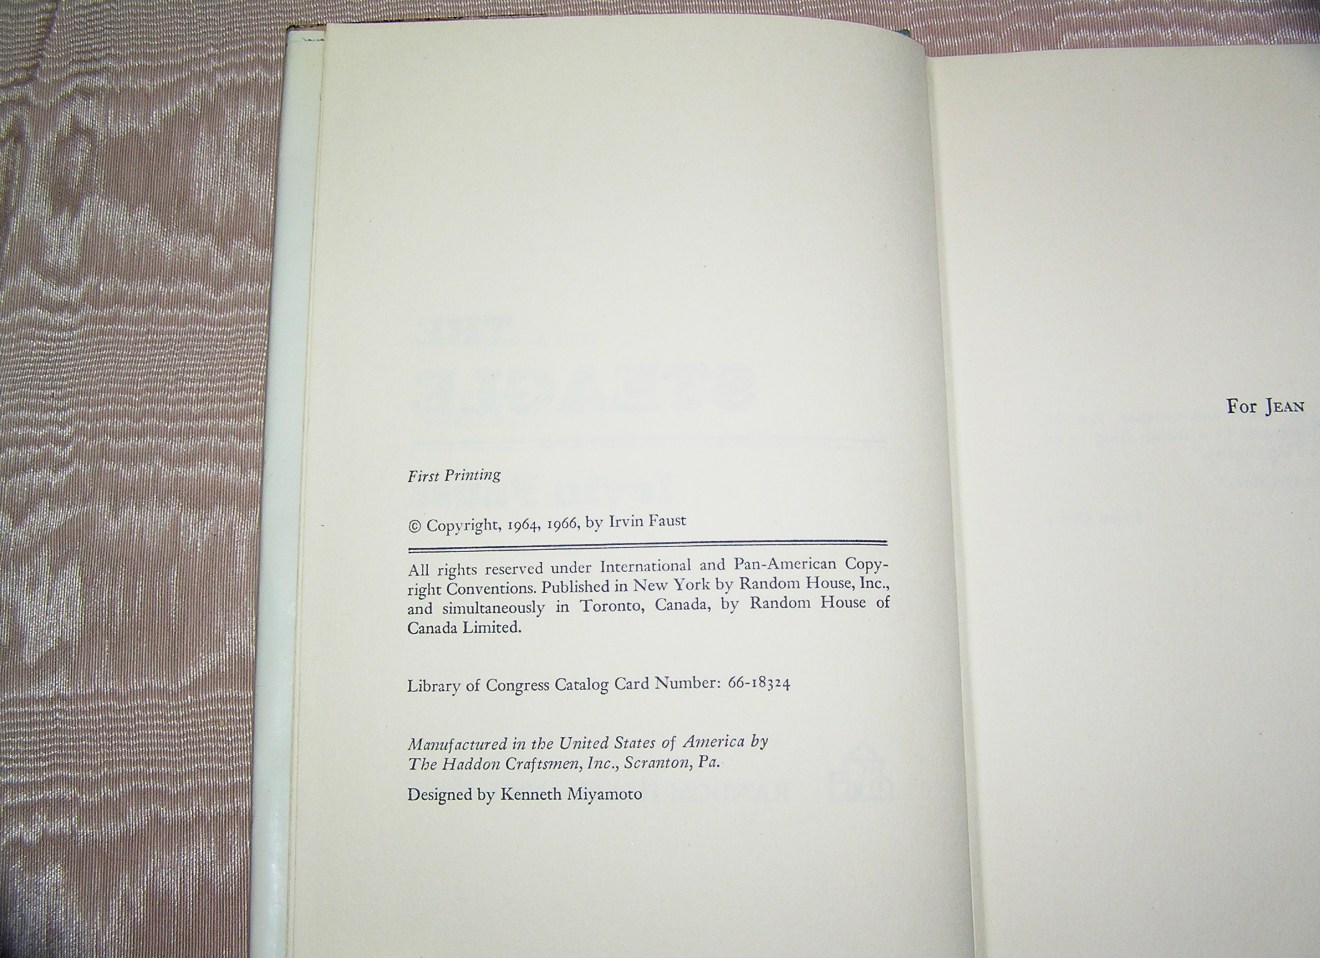 First Printing
© Copyright, 1964, 1966, by Irvin Faust
All rights reserved under International and Pan-American Copy-
right Conventions. Published in New York by Random House, Inc.,
and simultaneously in Toronto, Canada, by Random House of
Canada Limited.
Library of Congress Catalog Card Number: 66-18324
Manufactured in the United States of America by
The Haddon Craftsmen, Inc., Scranton, Pa.
Designed by Kenneth Miyamoto
For JEAN